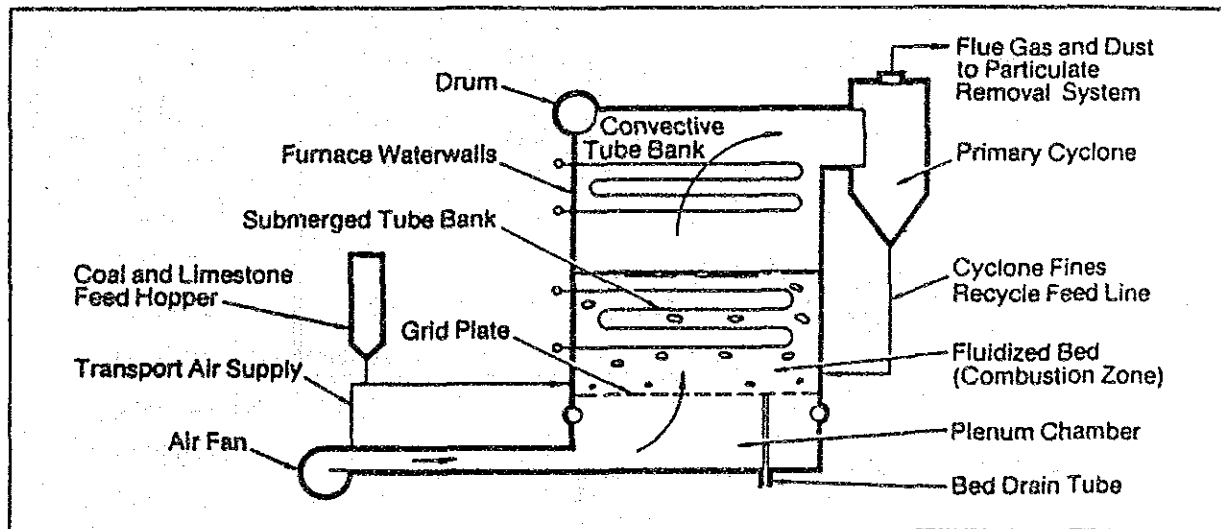 Flue Gas and Dust
to Particulate
Removal System
Drum
Convective
Tube Bank
Furnace Waterwalls
Primary Cyclone
Submerged Tube Bank
Coal and Limestone
Feed Hopper
Cyclone Fines
Recycle Feed Line
Grid Plate
Transport Air Supply
Fluidized Bed
(Combustion Zone)
Air Fan
Plenum Chamber
Bed Drain Tube